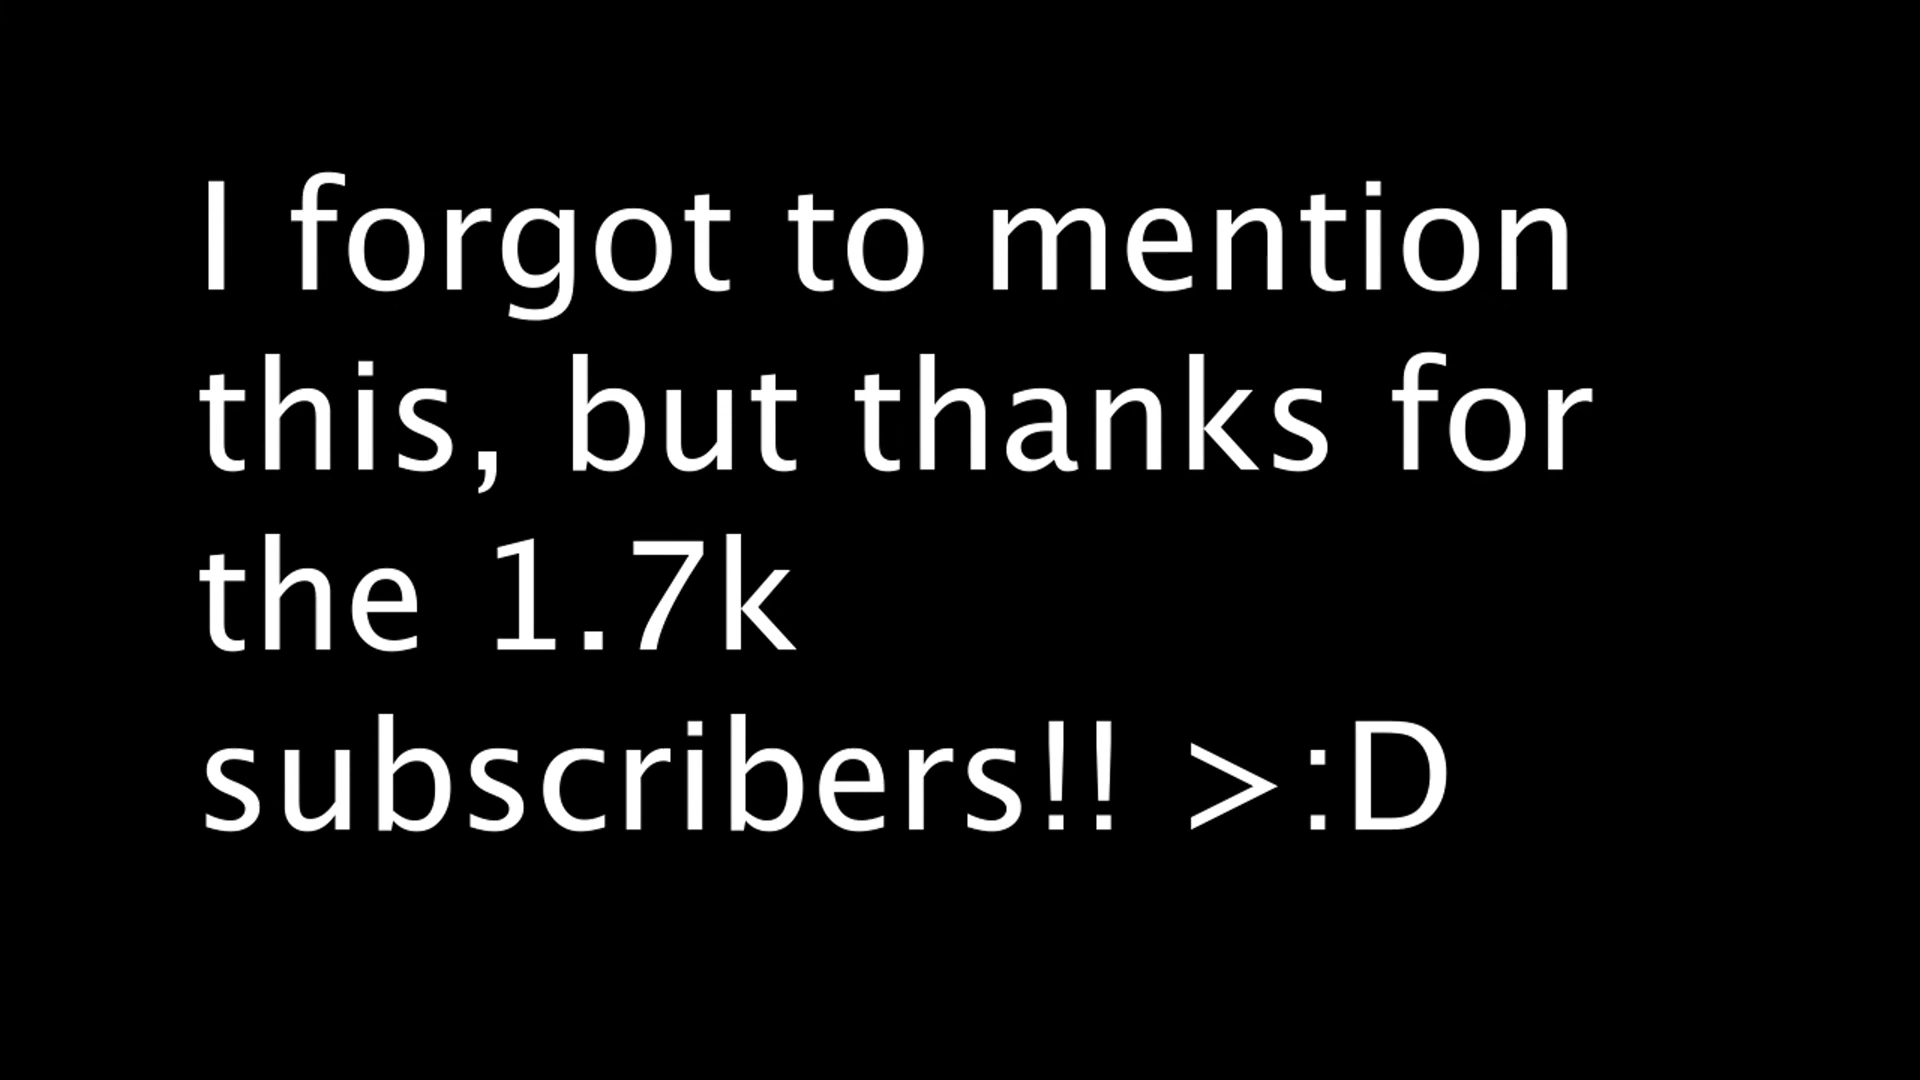 I forgot to mention
this, but thanks for
the 1.7k
subscribers!! >:D